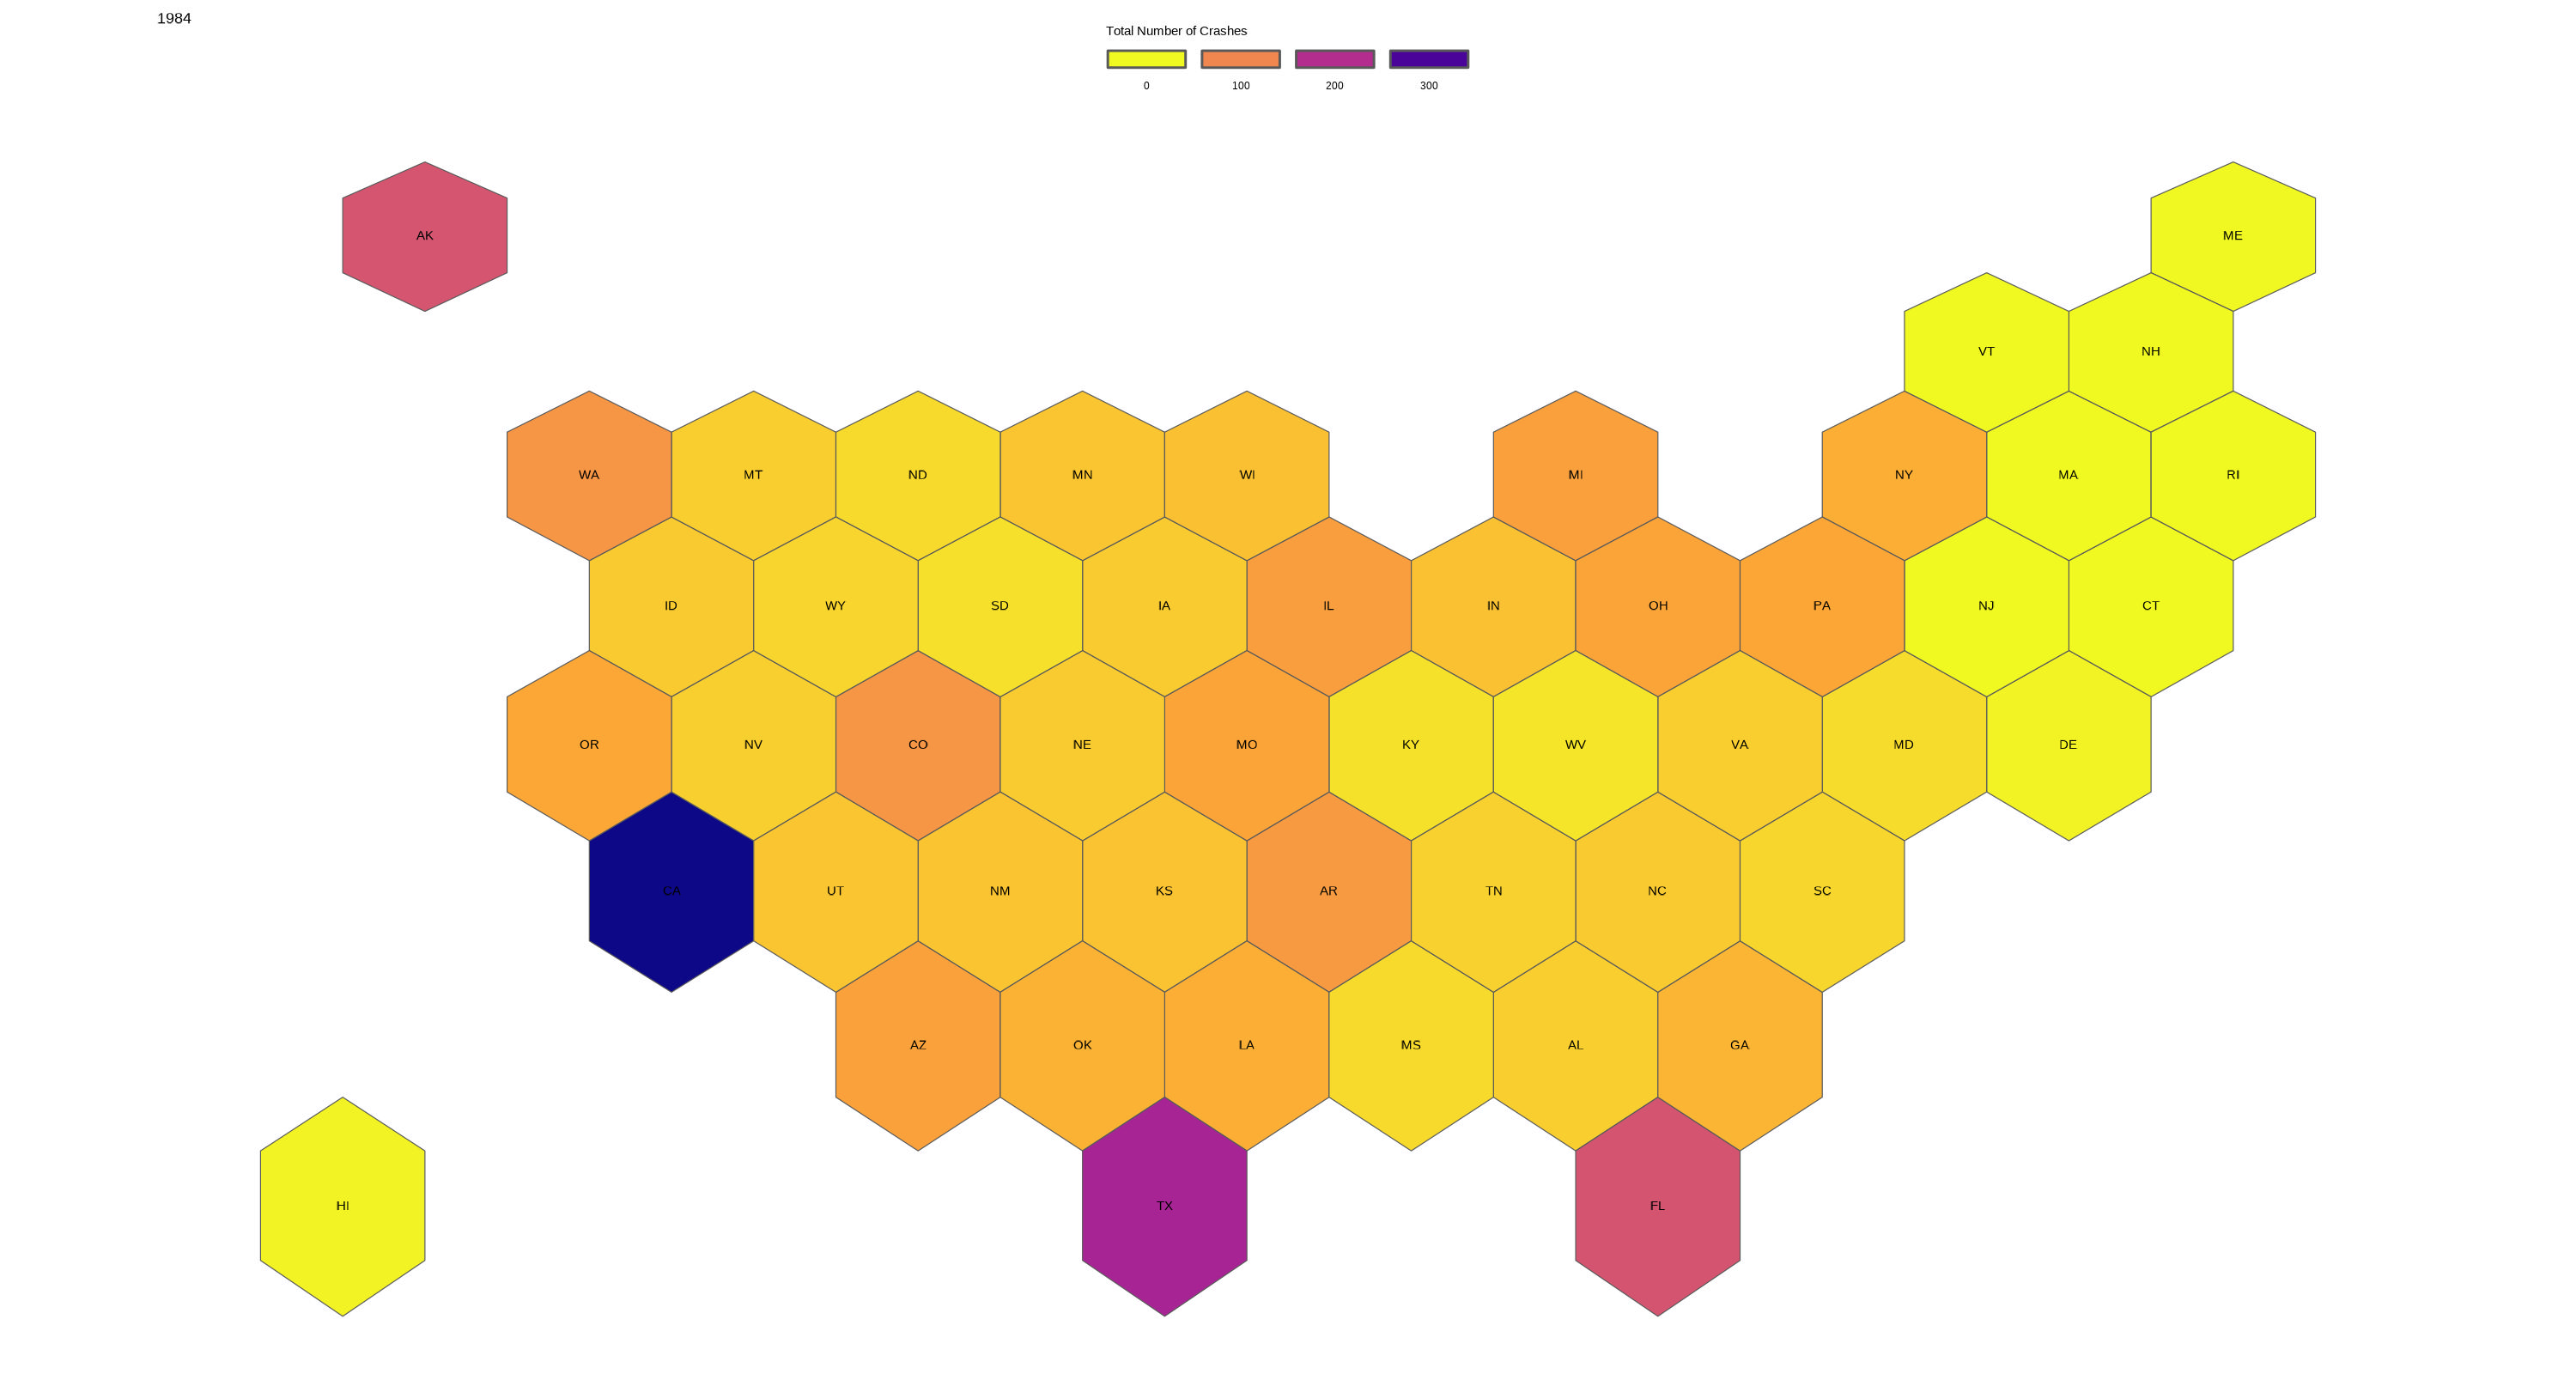 1984
Total Number of Crashes
0 100 200 300
AK ME
VT NH
WA MT ND MN WI MI NY MA RI
ID WY SD IA IL IN OH PA NJ CT
OR NV CO NE MO KY WV VA MD DE
CA UT NM KS AR TN NC SC
AZ OK LA MS AL GA
HI TX FL